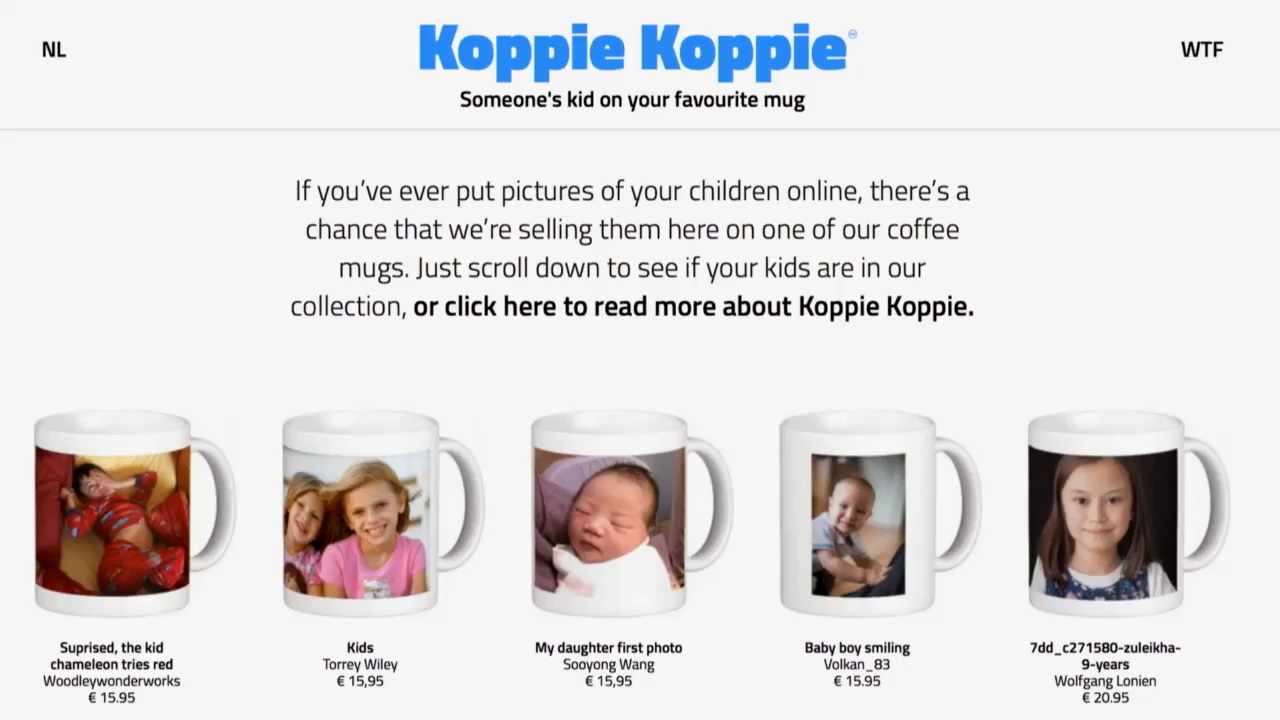 NL
Koppie Koppie
WTF
Someone's kid on your favourite mug
If you've ever put pictures of your children online, there's a
chance that we're selling them here on one of our coffee
mugs. Just scroll down to see if your kids are in our
collection, or click here to read more about Koppie Koppie.
Suprised, the kid
chameleon tries red
Woodleywonderworks
€ 15.95
Kids
Torrey Wiley
€ 15,95
My daughter first photo
Sooyong Wang
€ 15,95
Baby boy smiling
Volkan_83
€ 15.95
7dd_c271580-zuleikha-
9-years
Wolfgang Lonien
€ 20.95